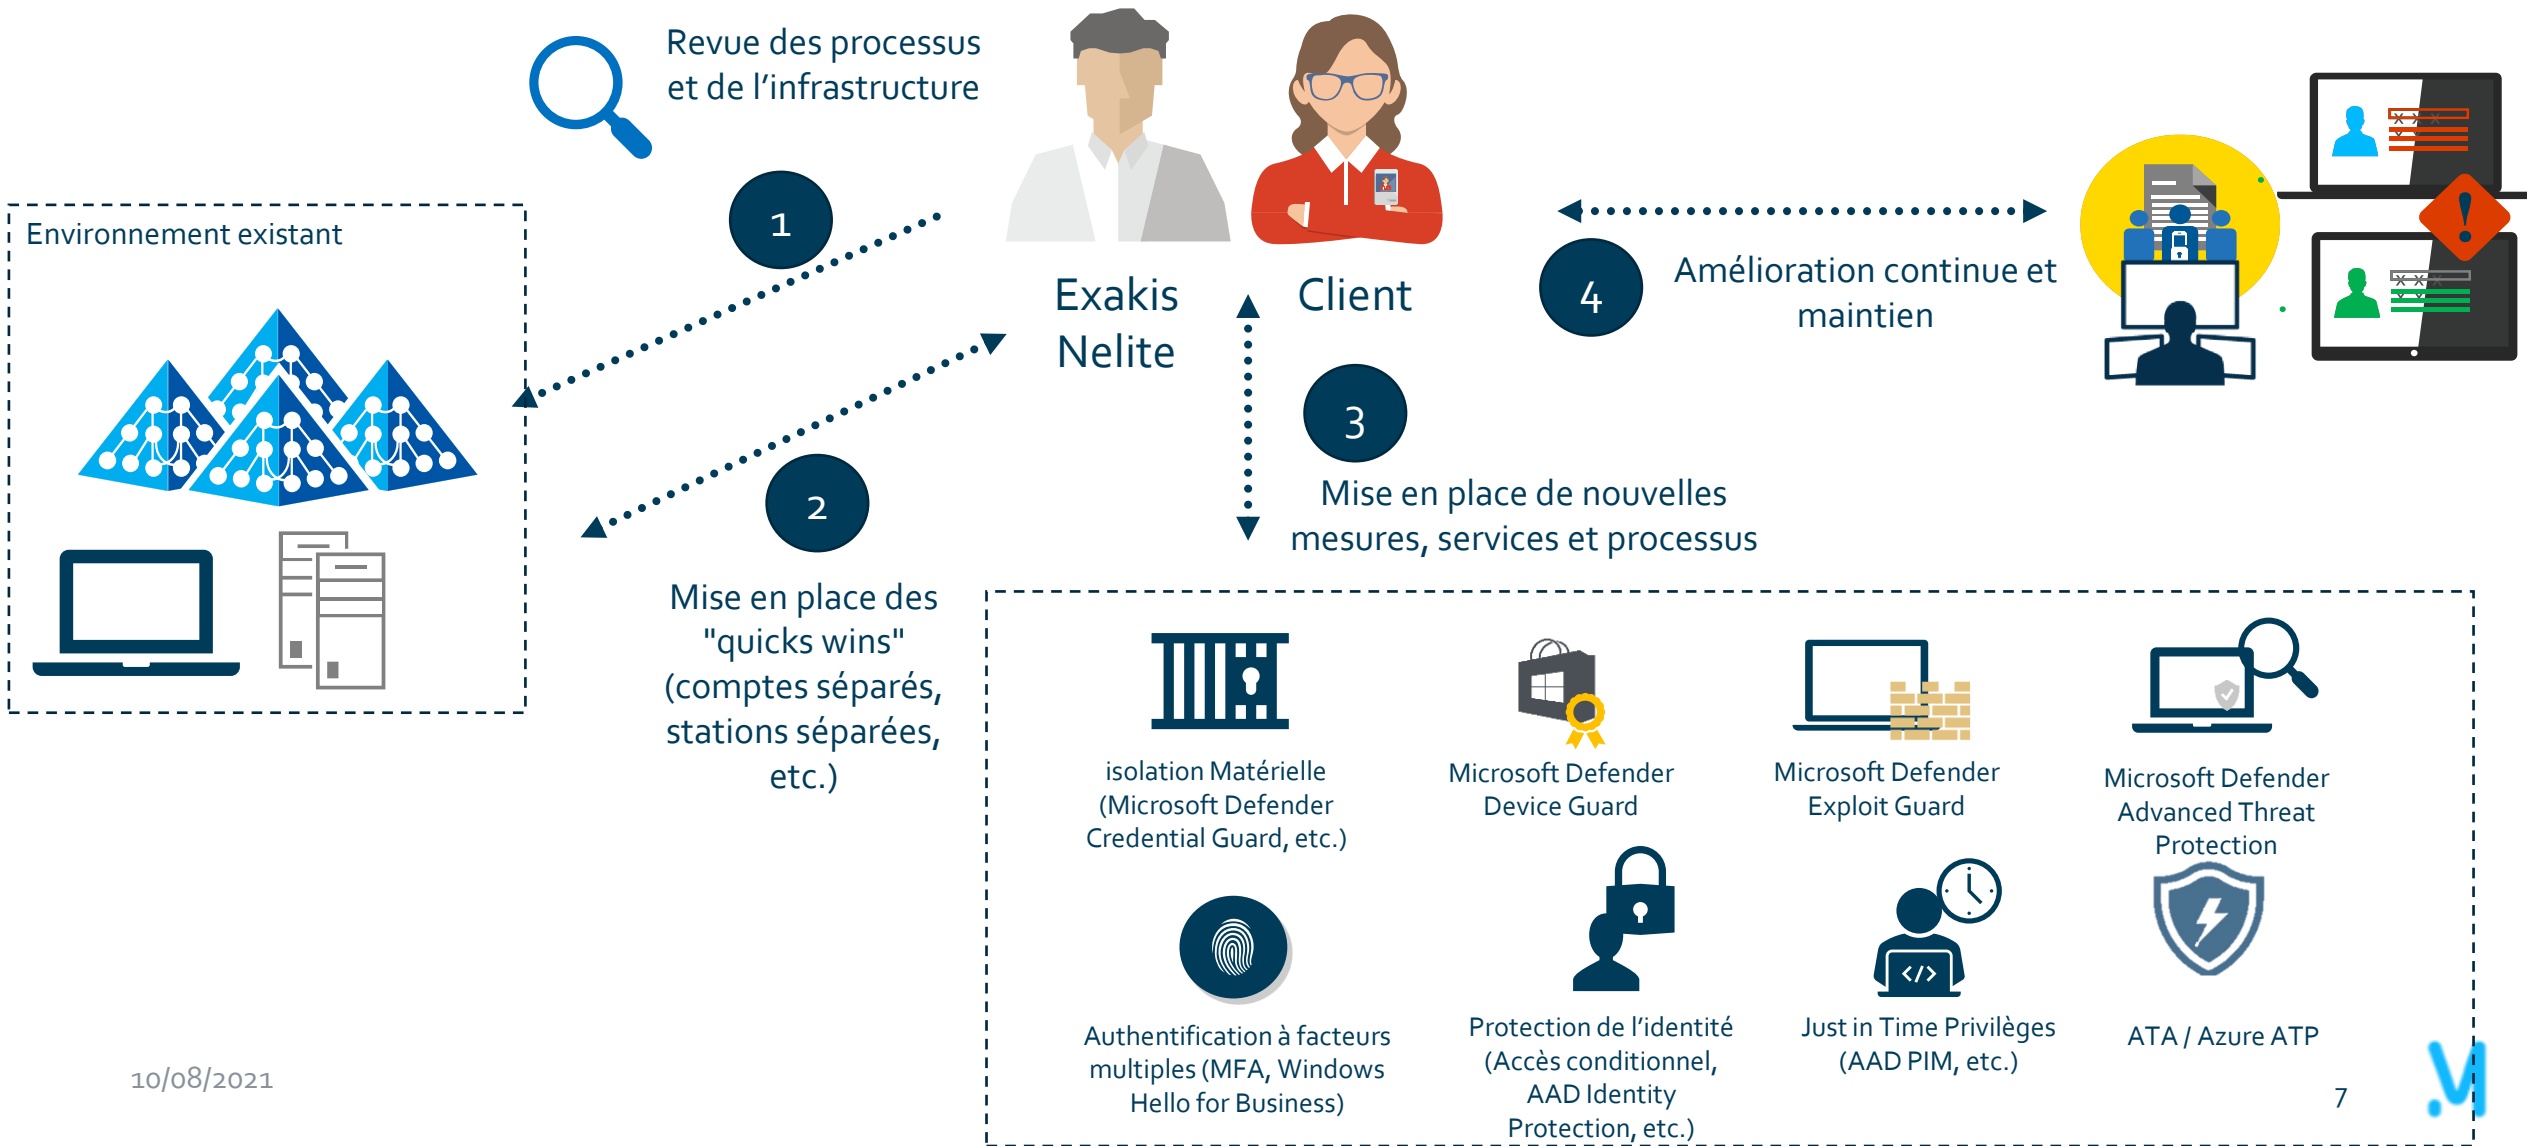 Revue des processus
et de l'infrastructure
1
Environnement existant
Exakis
Nelite
Client
4
Amélioration continue et
maintien
3
Mise en place de nouvelles
mesures, services et processus
2
Mise en place des
"quicks wins"
(comptes séparés,
stations séparées,
etc.)
isolation Matérielle
(Microsoft Defender
Credential Guard, etc.)
Microsoft Defender
Device Guard
Microsoft Defender
Exploit Guard
Microsoft Defender
Advanced Threat
Protection
Authentification à facteurs
multiples (MFA, Windows
Hello for Business)
Protection de l'identité
(Accès conditionnel,
AAD Identity
Protection, etc.)
Just in Time Privilèges
(AAD PIM, etc.)
ATA / Azure ATP
10/08/2021
7